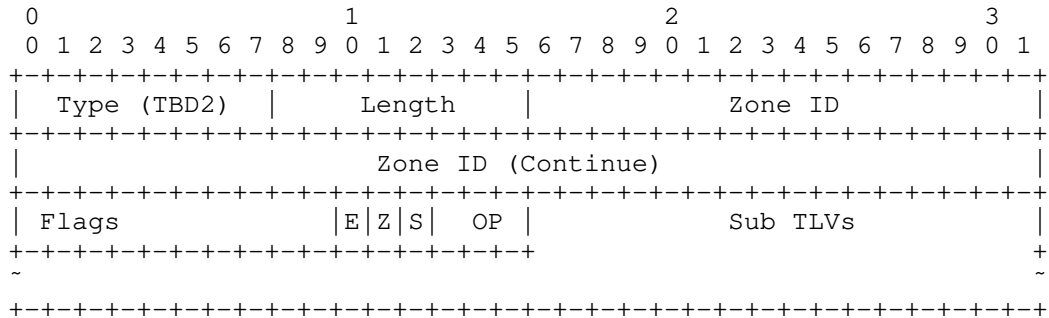 0                   1                   2                   3
 0 1 2 3 4 5 6 7 8 9 0 1 2 3 4 5 6 7 8 9 0 1 2 3 4 5 6 7 8 9 0 1
+-+-+-+-+-+-+-+-+-+-+-+-+-+-+-+-+-+-+-+-+-+-+-+-+-+-+-+-+-+-+-+-+
|  Type (TBD2)  |     Length    |            Zone ID            |
+-+-+-+-+-+-+-+-+-+-+-+-+-+-+-+-+-+-+-+-+-+-+-+-+-+-+-+-+-+-+-+-+
|                      Zone ID (Continue)                       |
+-+-+-+-+-+-+-+-+-+-+-+-+-+-+-+-+-+-+-+-+-+-+-+-+-+-+-+-+-+-+-+-+
| Flags             |E|Z|S|  OP |            Sub TLVs           |
+-+-+-+-+-+-+-+-+-+-+-+-+-+-+-+-+                               +
~                                                               ~
+-+-+-+-+-+-+-+-+-+-+-+-+-+-+-+-+-+-+-+-+-+-+-+-+-+-+-+-+-+-+-+-+